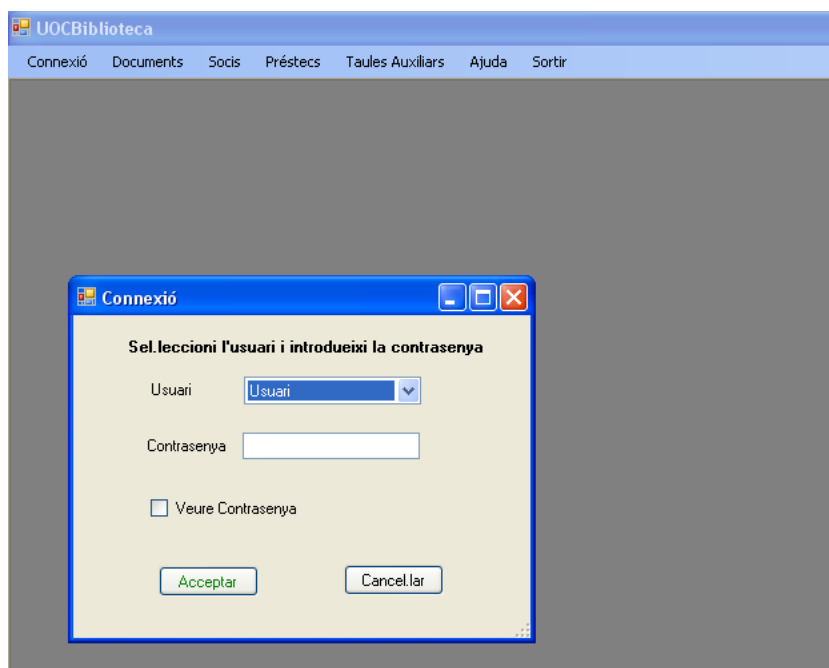 UOCBiblioteca
Connexió Documents Socis Préstecs Taules Auxiliars Ajuda Sortir
Connexió
Sel.leccioni l'usuari i introdueixi la contrasenya
Usuari Usuari
Contrasenya
Veure Contrasenya
Acceptar Cancel.lar